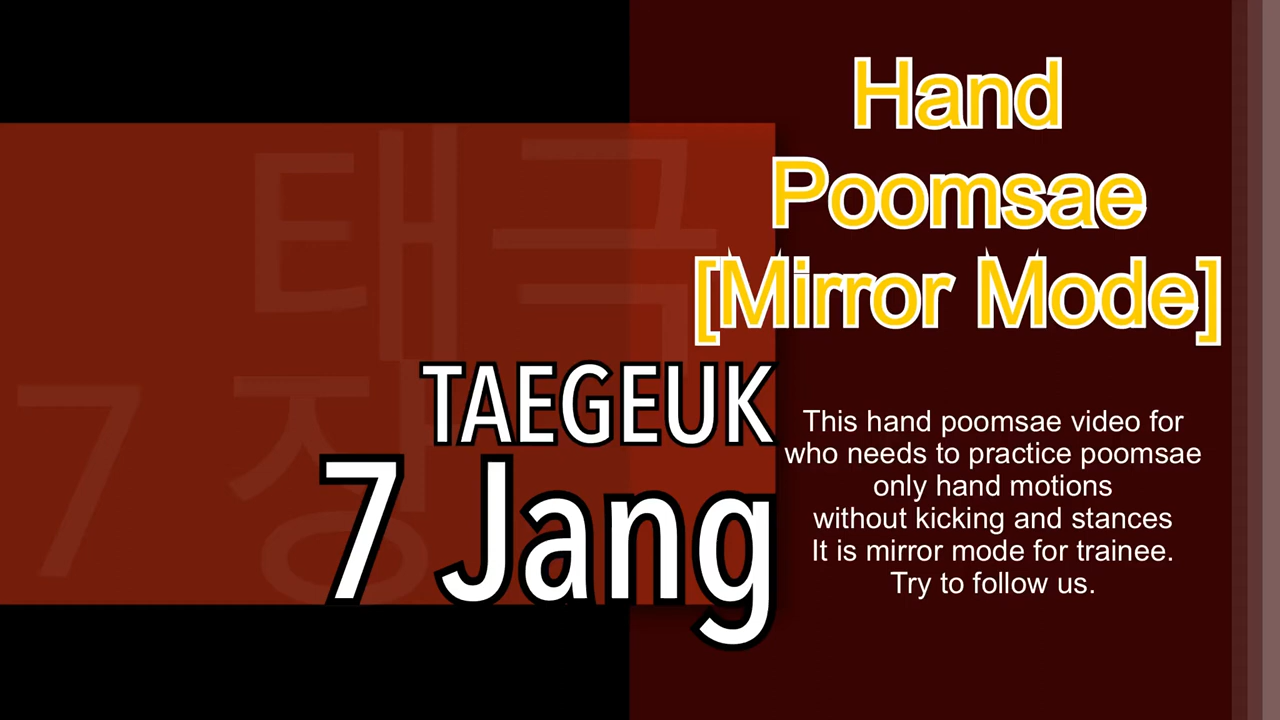 태극
7 장
TAEGEUK
7 Jang
Hand
Poomsae
[Mirror Mode]
This hand poomsae video for
who needs to practice poomsae
only hand motions
without kicking and stances
It is mirror mode for trainee.
Try to follow us.